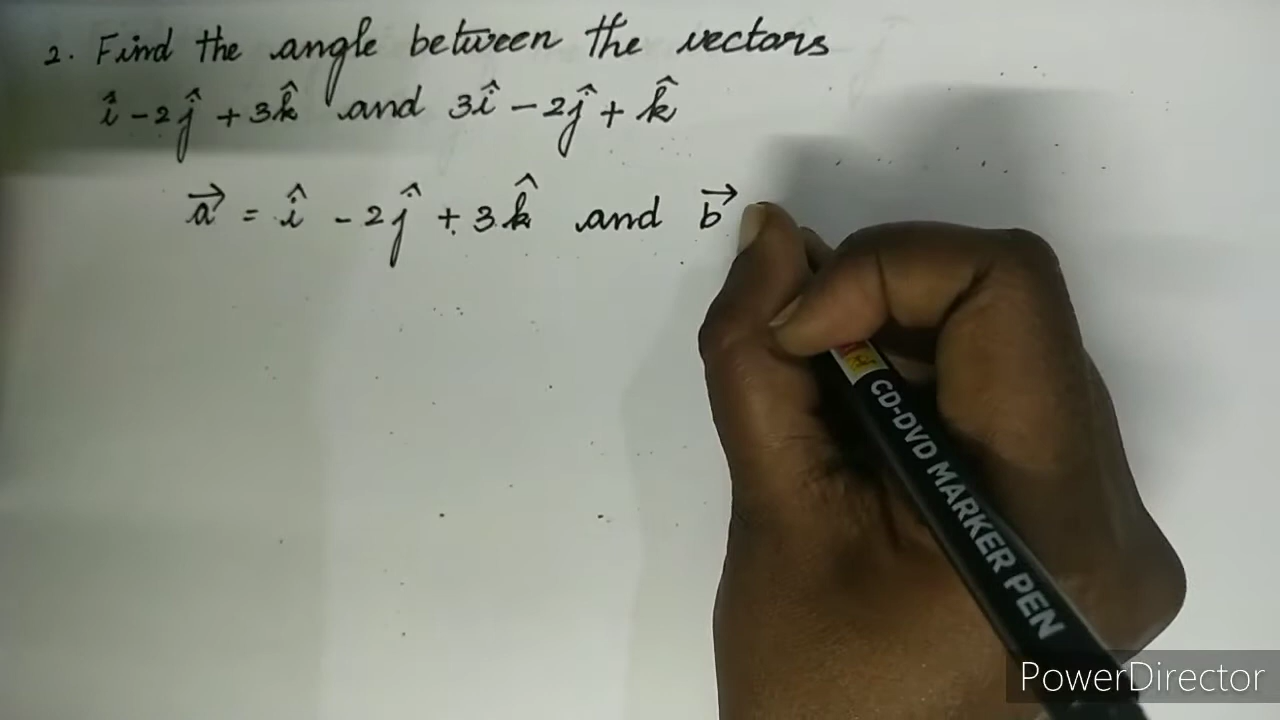 2. Find the angle between the vectors
î - 2ĵ + 3k̂ and 3î - 2ĵ + k̂
a⃗ = î - 2ĵ + 3k̂ and b⃗
CD-DVD MARKER PEN
PowerDirector